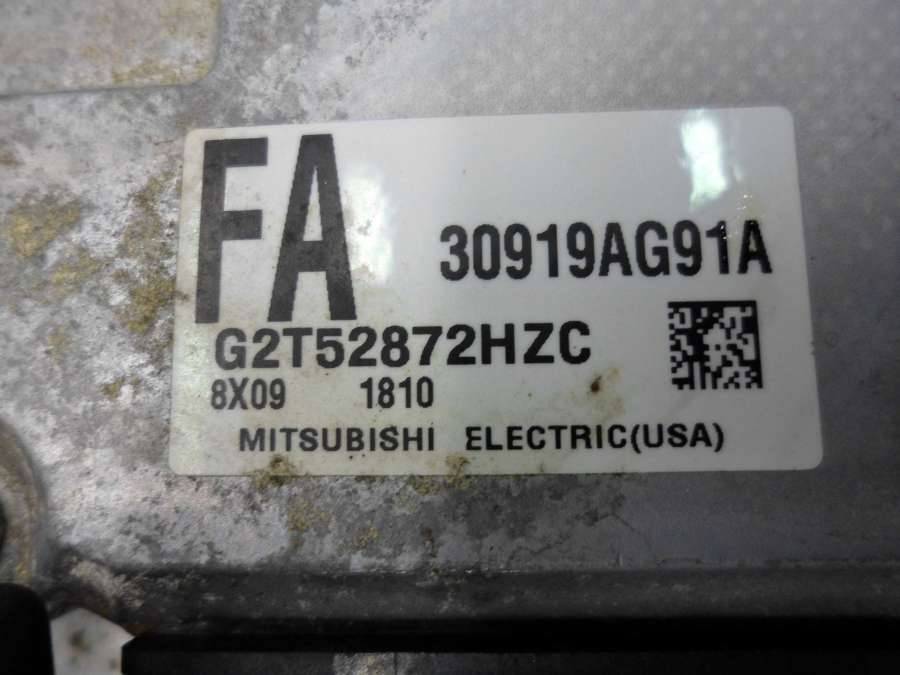 FA
30919AG91A
G2T52872HZC
8X09 1810
MITSUBISHI ELECTRIC(USA)